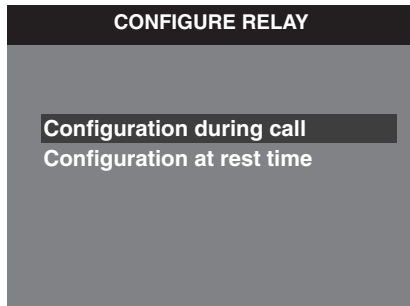 CONFIGURE RELAY
Configuration during call
Configuration at rest time